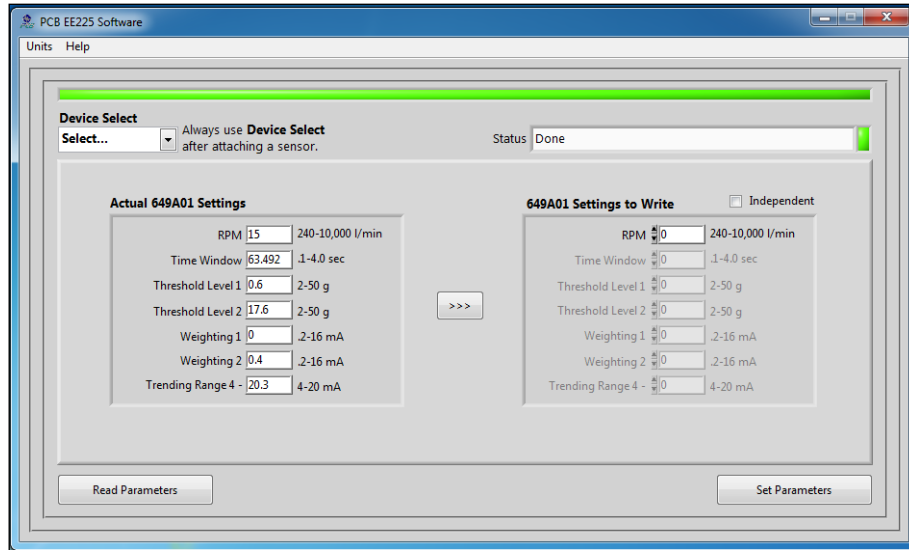 PCB EE225 Software
Units Help
Device Select
Select...
Always use Device Select
after attaching a sensor.
Status Done
Actual 649A01 Settings
RPM 15 240-10,000 l/min
Time Window 63.492 .1-4.0 sec
Threshold Level 1 0.6 2-50 g
Threshold Level 2 17.6 2-50 g
Weighting 1 0 .2-16 mA
Weighting 2 0.4 .2-16 mA
Trending Range 4 - 20.3 4-20 mA
>>>
649A01 Settings to Write Independent
RPM 0 240-10,000 l/min
Time Window 0 .1-4.0 sec
Threshold Level 1 0 2-50 g
Threshold Level 2 0 2-50 g
Weighting 1 0 .2-16 mA
Weighting 2 0 .2-16 mA
Trending Range 4 - 0 4-20 mA
Read Parameters
Set Parameters